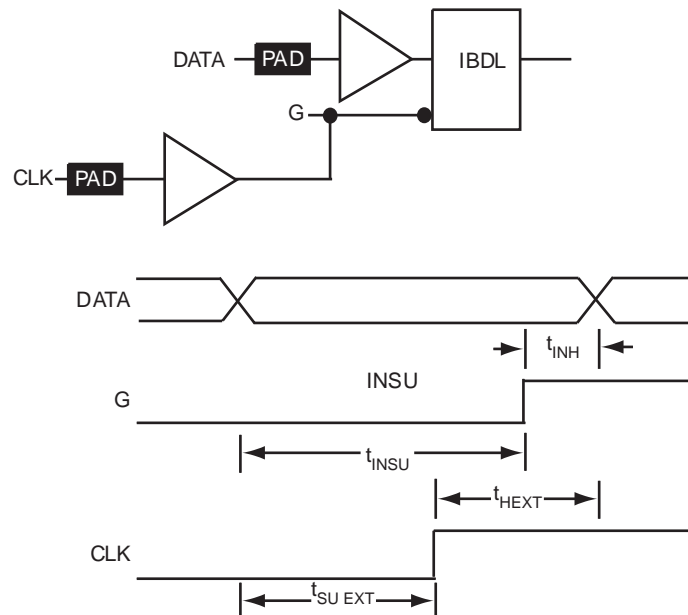 DATA PAD IBDL
G
CLK PAD
DATA
tINH
INSU
G
tINSU
tHEXT
CLK
tSU EXT